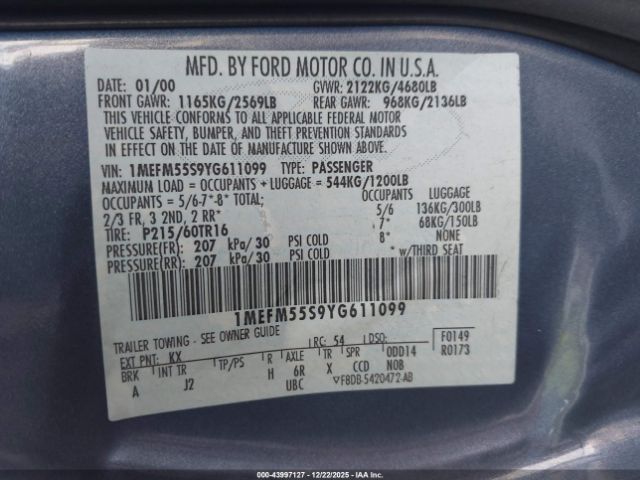 MFD. BY FORD MOTOR CO. IN U.S.A.
DATE: 01/00 GVWR: 2122KG/4680LB
FRONT GAWR: 1165KG/2569LB REAR GAWR: 968KG/2136LB
THIS VEHICLE CONFORMS TO ALL APPLICABLE FEDERAL MOTOR
VEHICLE SAFETY, BUMPER, AND THEFT PREVENTION STANDARDS
IN EFFECT ON THE DATE OF MANUFACTURE SHOWN ABOVE.
VIN: 1MEFM55S9YG611099 TYPE: PASSENGER
MAXIMUM LOAD = OCCUPANTS + LUGGAGE = 544KG/1200LB
OCCUPANTS = 5/6-7*-8* TOTAL; OCCUPANTS LUGGAGE
2/3 FR, 3 2ND, 2 RR* 5/6 136KG/300LB
TIRE: P215/60TR16 7* 68KG/150LB
PRESSURE(FR): 207 kPa/30 PSI COLD 8* NONE
PRESSURE(RR): 207 kPa/30 PSI COLD * w/THIRD SEAT
1MEFM55S9YG611099
TRAILER TOWING - SEE OWNER GUIDE F0149
EXT PNT: KX RC: 54 DSO: R0173
BRK INT TR TP/PS R AXLE TR SPR ODD14
A J2 H 6R X CCD NOB
UBC ▽F8DB-5420472-AB
© 43997127 - 12/22/2025 - IAAI.COM